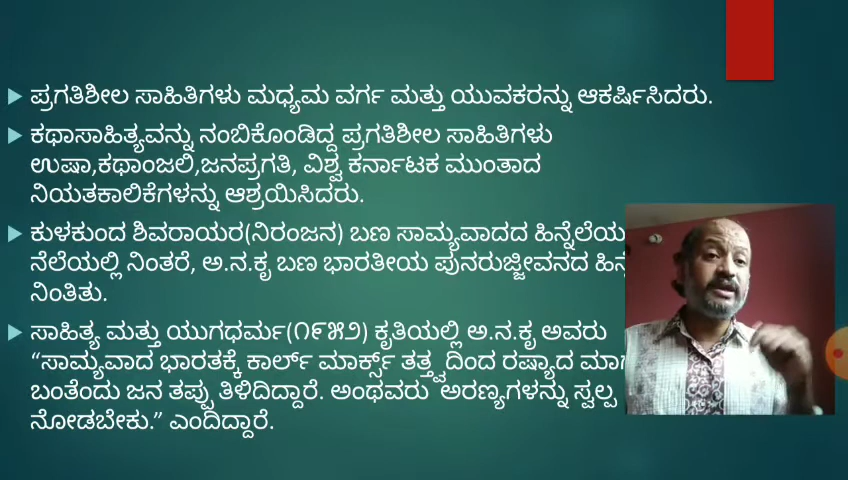 ಪ್ರಗತಿಶೀಲ ಸಾಹಿತಿಗಳು ಮಧ್ಯಮ ವರ್ಗ ಮತ್ತು ಯುವಕರನ್ನು ಆಕರ್ಷಿಸಿದರು.
ಕಥಾಸಾಹಿತ್ಯವನ್ನು ನಂಬಿಕೊಂಡಿದ್ದ ಪ್ರಗತಿಶೀಲ ಸಾಹಿತಿಗಳು
ಉಷಾ,ಕಥಾಂಜಲಿ,ಜನಪ್ರಗತಿ, ವಿಶ್ವ ಕರ್ನಾಟಕ ಮುಂತಾದ
ನಿಯತಕಾಲಿಕೆಗಳನ್ನು ಆಶ್ರಯಿಸಿದರು.
ಕುಳಕುಂದ ಶಿವರಾಯರ(ನಿರಂಜನ) ಬಣ ಸಾಮ್ಯವಾದದ ಹಿನ್ನೆಲೆಯ
ನೆಲೆಯಲ್ಲಿ ನಿಂತರೆ, ಅ.ನ.ಕೃ ಬಣ ಭಾರತೀಯ ಪುನರುಜ್ಜೀವನದ
ನಿಂತಿತು.
ಸಾಹಿತ್ಯ ಮತ್ತು ಯುಗಧರ್ಮ(೧೯೫೨) ಕೃತಿಯಲ್ಲಿ ಅ.ನ.ಕೃ ಅವರು
“ಸಾಮ್ಯವಾದ ಭಾರತಕ್ಕೆ ಕಾರ್ಲ್ ಮಾರ್ಕ್ಸ್ ತತ್ತ್ವದಿಂದ ರಷ್ಯಾದ
ಬಂತೆಂದು ಜನ ತಪ್ಪು ತಿಳಿದಿದ್ದಾರೆ. ಅಂಥವರು ಅರಣ್ಯಗಳನ್ನು ಸ್ವಲ್ಪ
ನೋಡಬೇಕು.” ಎಂದಿದ್ದಾರೆ.